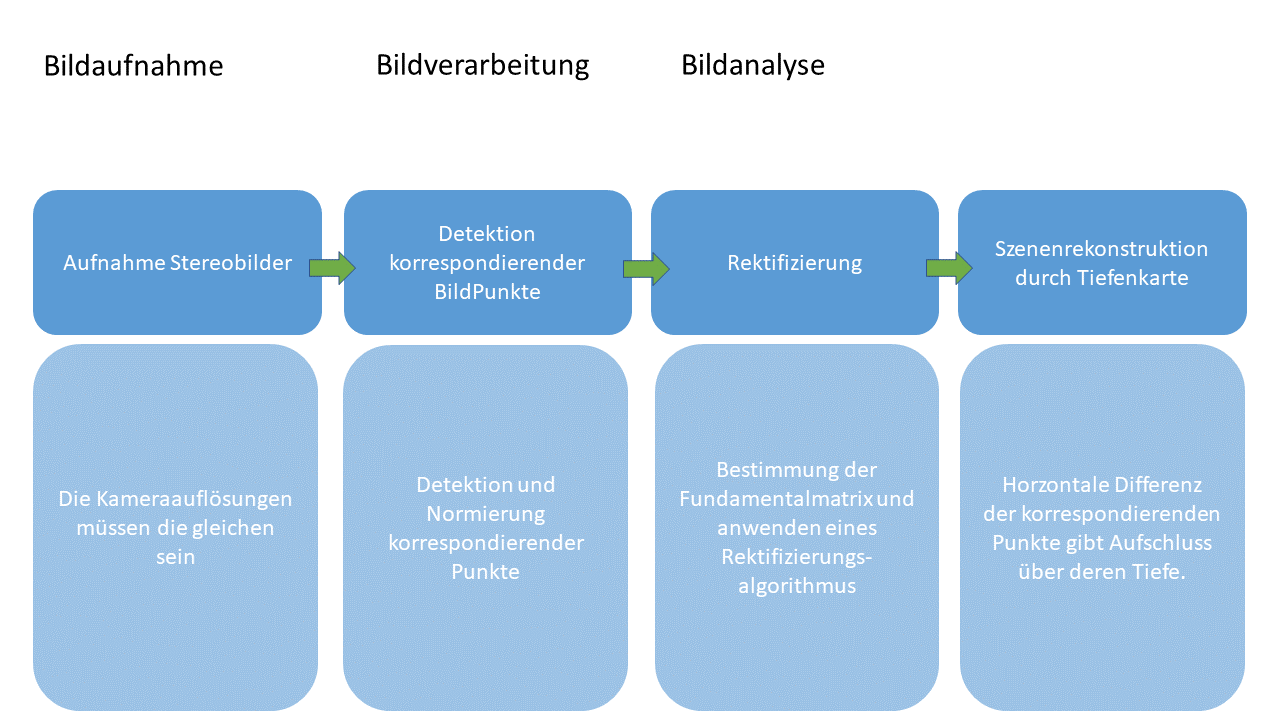 Bildaufnahme
Bildverarbeitung
Bildanalyse
Aufnahme Stereobilder
Detektion
korrespondierender
BildPunkte
Rektifizierung
Szenenrekonstruktion
durch Tiefenkarte
Die Kameraauflösungen
müssen die gleichen
sein
Detektion und
Normierung
korrespondierender
Punkte
Bestimmung der
Fundamentalmatrix und
anwenden eines
Rektifizierungs-
algorithmus
Horzontale Differenz
der korrespondierenden
Punkte gibt Aufschluss
über deren Tiefe.